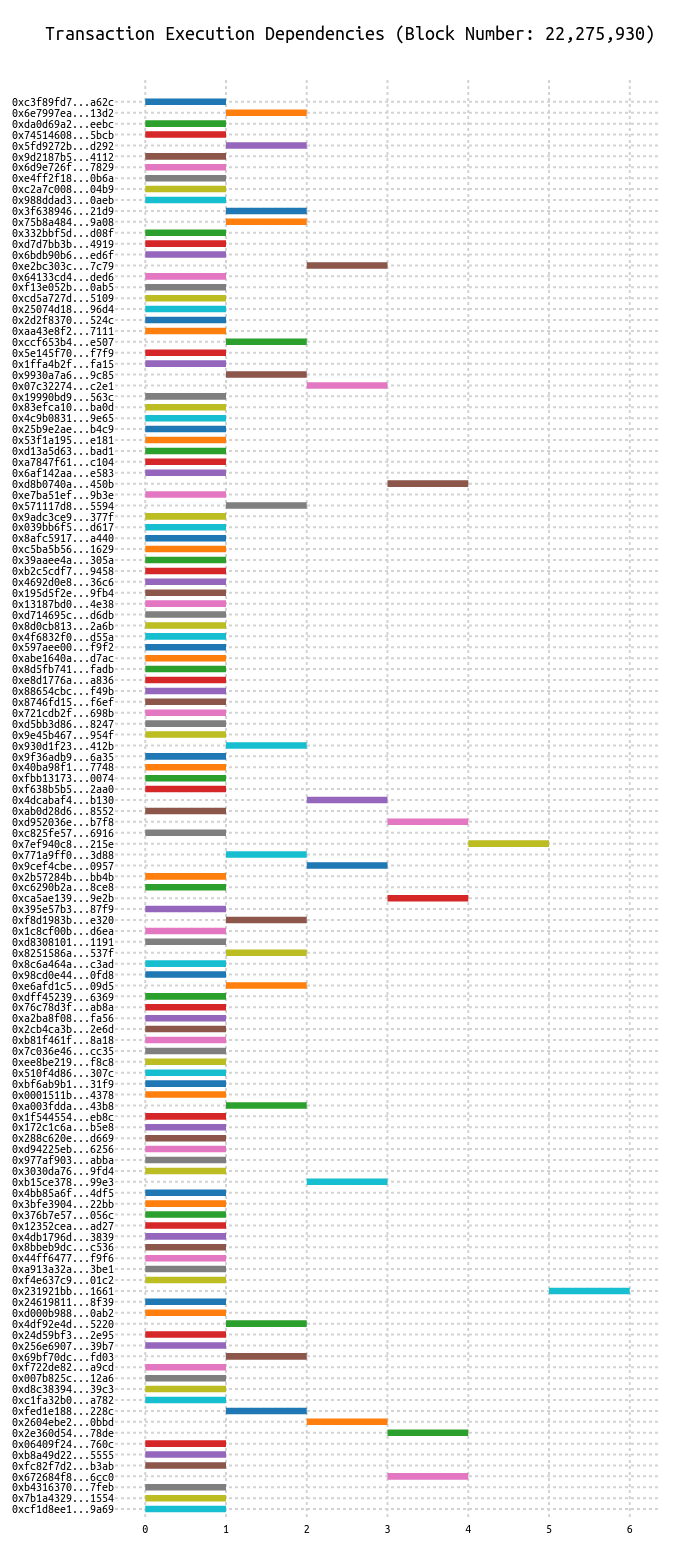 Transaction Execution Dependencies (Block Number: 22,275,930)
0xc3f89fd7...a62c
0x6e7997ea...13d2
0xda0d69a2...eebc
0x74514608...5bcb
0x5fd9272b...d292
0x9d2187b5...4112
0x6d9e726f...7829
0xe4ff2f18...0b6a
0xc2a7c008...04b9
0x988ddad3...0aeb
0x3f638946...21d9
0x75b8a484...9a08
0x332bbf5d...d08f
0xd7d7bb3b...4919
0x6bdb90b6...ed6f
0xe2bc303c...7c79
0x64133cd4...ded6
0xf13e052b...0ab5
0xcd5a727d...5109
0x25074d18...96d4
0x2d2f8370...524c
0xaa43e8f2...7111
0xccf653b4...e507
0x5e145f70...f7f9
0x1ffa4b2f...fa15
0x9930a7a6...9c85
0x07c32274...c2e1
0x19990bd9...563c
0x83efca10...ba0d
0x4c9b0831...9e65
0x25b9e2ae...b4c9
0x53f1a195...e181
0xd13a5d63...bad1
0xa7847f61...c104
0x6af142aa...e583
0xd8b0740a...450b
0xe7ba51ef...9b3e
0x571117d8...5594
0x9adc3ce9...377f
0x039bb6f5...d617
0x8afc5917...a440
0xc5ba5b56...1629
0x39aaee4a...305a
0xb2c5cdf7...9458
0x4692d0e8...36c6
0x195d5f2e...9fb4
0x13187bd0...4e38
0xd714695c...d6db
0x8d0cb813...2a6b
0x4f6832f0...d55a
0x597aee00...f9f2
0xabe1640a...d7ac
0x8d5fb741...fadb
0xe8d1776a...a836
0x88654cbc...f49b
0x8746fd15...f6ef
0x721cdb2f...698b
0xd5bb3d86...8247
0x9e45b467...954f
0x930d1f23...412b
0x9f36adb9...6a35
0x40ba98f1...7748
0xfbb13173...0074
0xf638b5b5...2aa0
0x4dcabaf4...b130
0xab0d28d6...8552
0xd952036e...b7f8
0xc825fe57...6916
0x7ef940c8...215e
0x771a9ff0...3d88
0x9cef4cbe...0957
0x2b57284b...bb4b
0xc6290b2a...8ce8
0xca5ae139...9e2b
0x395e57b3...87f9
0xf8d1983b...e320
0x1c8cf00b...d6ea
0xd8308101...1191
0x8251586a...537f
0x8c6a464a...c3ad
0x98cd0e44...0fd8
0xe6afd1c5...09d5
0xdff45239...6369
0x76c78d3f...ab8a
0xa2ba8f08...fa56
0x2cb4ca3b...2e6d
0xb81f461f...8a18
0x7c036e46...cc35
0xee8be219...f8c8
0x510f4d86...307c
0xbf6ab9b1...31f9
0x0001511b...4378
0xa003fdda...43b8
0x1f544554...eb8c
0x172c1c6a...b5e8
0x288c620e...d669
0xd94225eb...6256
0x977af903...abba
0x3030da76...9fd4
0xb15ce378...99e3
0x4bb85a6f...4df5
0x3bfe3904...22bb
0x376b7e57...056c
0x12352cea...ad27
0x4db1796d...3839
0x8bbeb9dc...c536
0x44ff6477...f9f6
0xa913a32a...3be1
0xf4e637c9...01c2
0x231921bb...1661
0x24619811...8f39
0xd000b988...0ab2
0x4df92e4d...5220
0x24d59bf3...2e95
0x256e6907...39b7
0x69bf70dc...fd03
0xf722de82...a9cd
0x007b825c...12a6
0xd8c38394...39c3
0xc1fa32b0...a782
0xfed1e188...228c
0x2604ebe2...0bbd
0x2e360d54...78de
0x06409f24...760c
0xb8a49d22...5555
0xfc82f7d2...b3ab
0x672684f8...6cc0
0xb4316370...7feb
0x7b1a4329...1554
0xcf1d8ee1...9a69
0 1 2 3 4 5 6